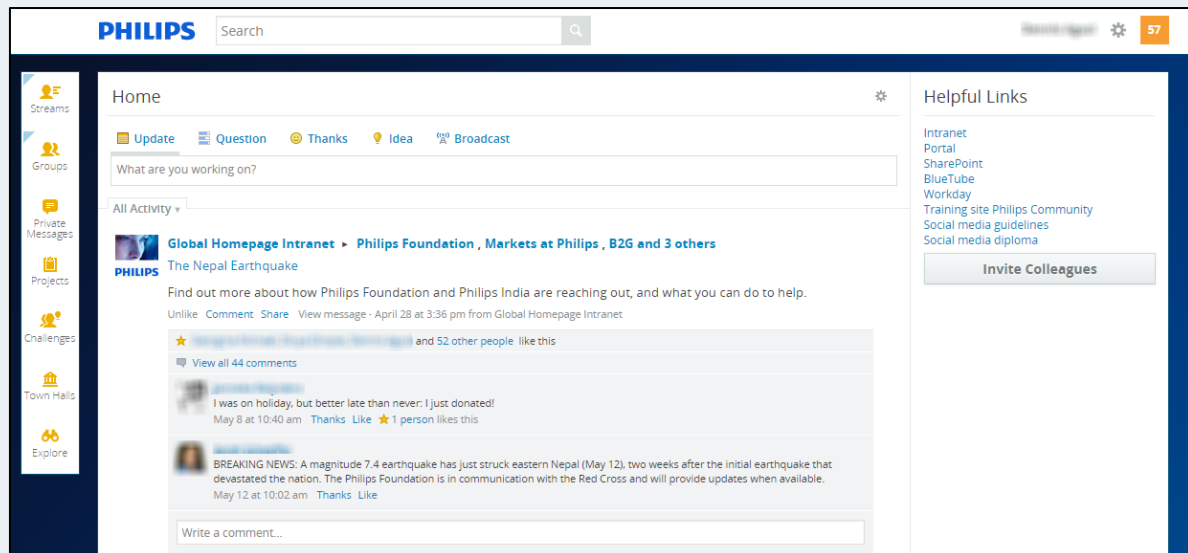 PHILIPS
Search
57
Streams
Groups
Private
Messages
Projects
Challenges
Town Halls
Explore
Home
Update Question Thanks Idea Broadcast
What are you working on?
All Activity
PHILIPS
Global Homepage Intranet ▸ Philips Foundation , Markets at Philips , B2G and 3 others
The Nepal Earthquake
Find out more about how Philips Foundation and Philips India are reaching out, and what you can do to help.
Unlike Comment Share View message - April 28 at 3:36 pm from Global Homepage Intranet
and 52 other people like this
View all 44 comments
I was on holiday, but better late than never: I just donated!
May 8 at 10:40 am Thanks Like 1 person likes this
BREAKING NEWS: A magnitude 7.4 earthquake has just struck eastern Nepal (May 12), two weeks after the initial earthquake that
devastated the nation. The Philips Foundation is in communication with the Red Cross and will provide updates when available.
May 12 at 10:02 am Thanks Like
Write a comment...
Helpful Links
Intranet
Portal
SharePoint
BlueTube
Workday
Training site Philips Community
Social media guidelines
Social media diploma
Invite Colleagues